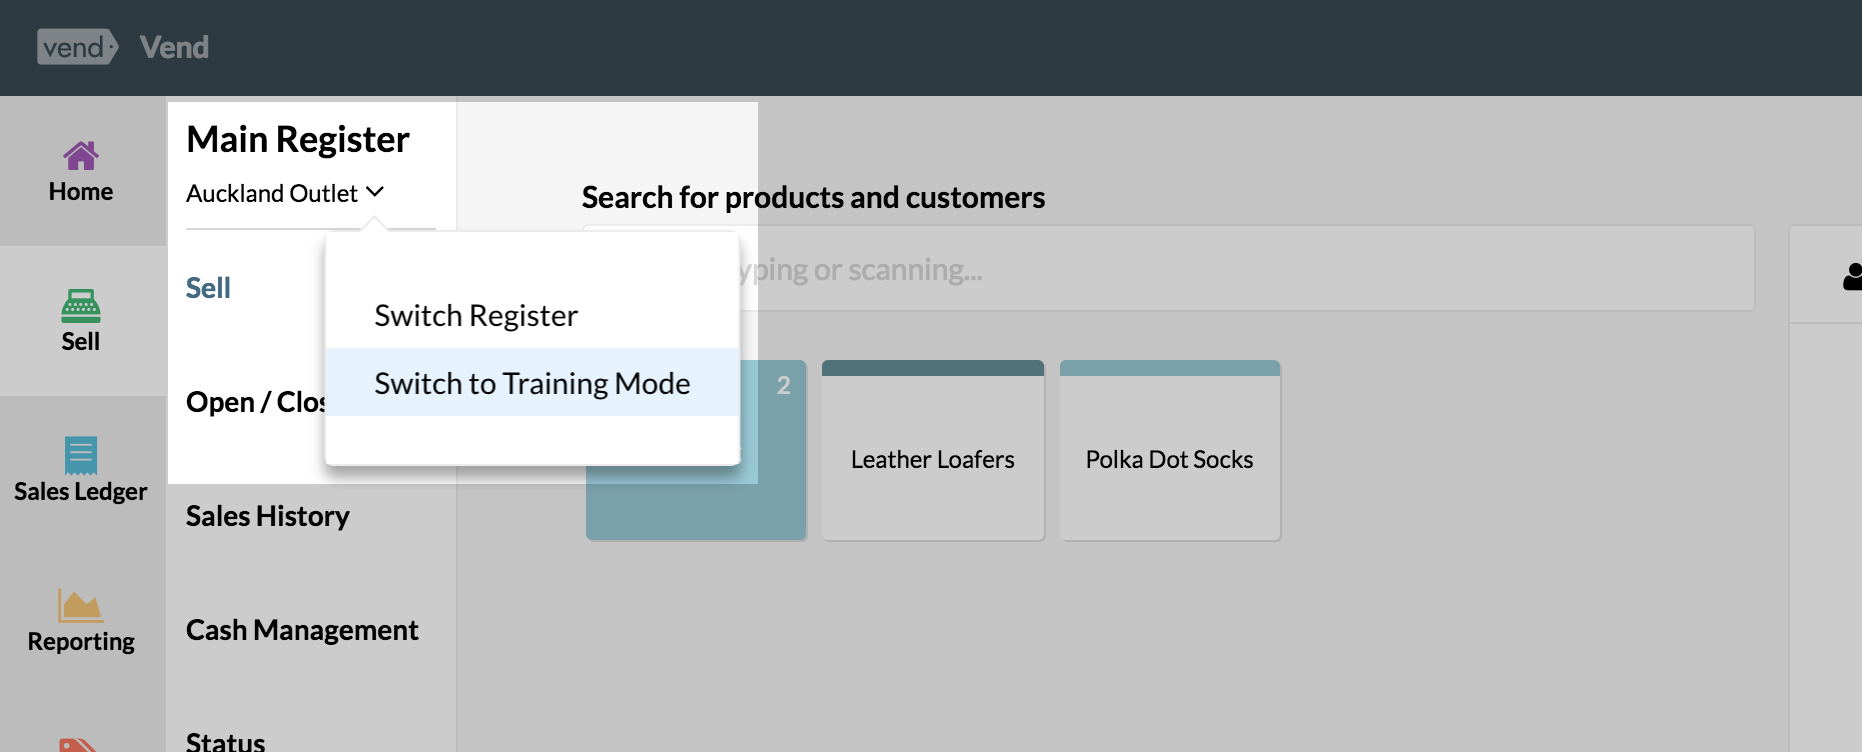 vend Vend
Home
Sell
Sales Ledger
Reporting
Main Register
Auckland Outlet
Sell
Open / Clos
Sales History
Cash Management
Status
Switch Register
Switch to Training Mode
Search for products and customers
yping or scanning...
2
Leather Loafers
Polka Dot Socks